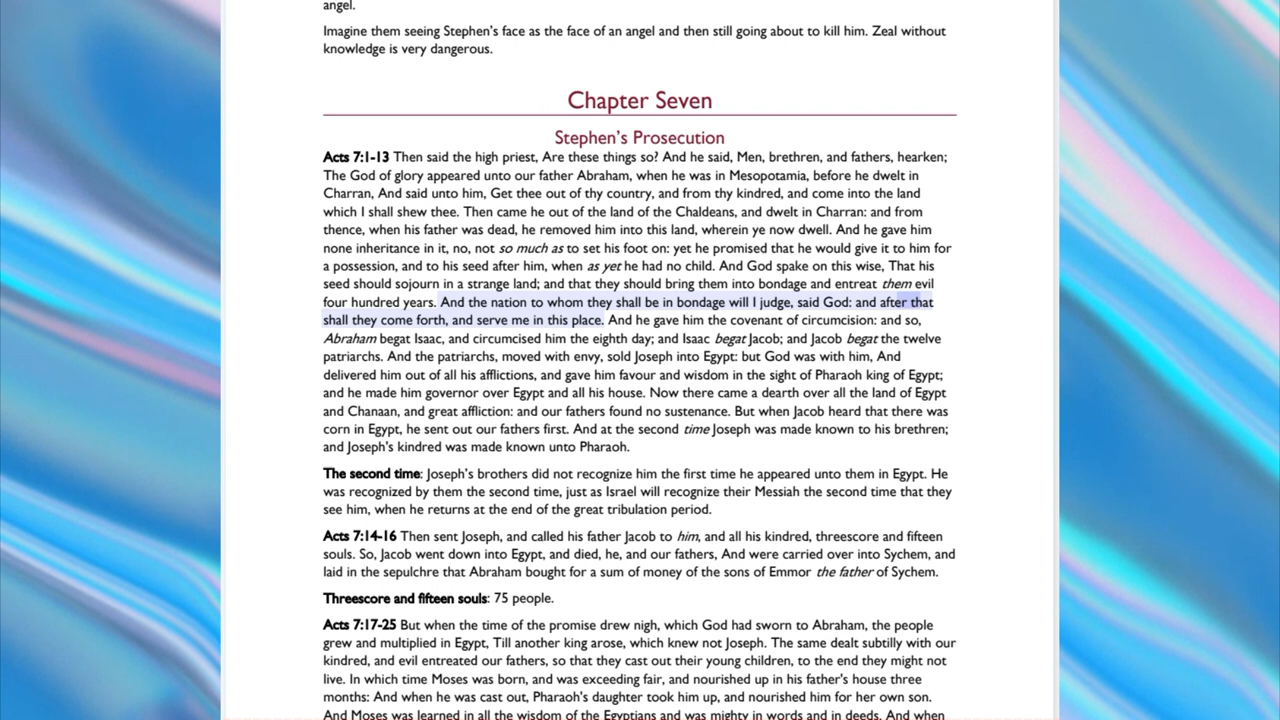 angel.
Imagine them seeing Stephen's face as the face of an angel and then still going about to kill him. Zeal without
knowledge is very dangerous.
Chapter Seven
Stephen's Prosecution
Acts 7:1-13 Then said the high priest, Are these things so? And he said, Men, brethren, and fathers, hearken;
The God of glory appeared unto our father Abraham, when he was in Mesopotamia, before he dwelt in
Charran, And said unto him, Get thee out of thy country, and from thy kindred, and come into the land
which I shall shew thee. Then came he out of the land of the Chaldeans, and dwelt in Charran: and from
thence, when his father was dead, he removed him into this land, wherein ye now dwell. And he gave him
none inheritance in it, no, not so much as to set his foot on: yet he promised that he would give it to him for
a possession, and to his seed after him, when as yet he had no child. And God spake on this wise, That his
seed should sojourn in a strange land; and that they should bring them into bondage and entreat them evil
four hundred years. And the nation to whom they shall be in bondage will I judge, said God: and after that
shall they come forth, and serve me in this place. And he gave him the covenant of circumcision: and so,
Abraham begat Isaac, and circumcised him the eighth day; and Isaac begat Jacob; and Jacob begat the twelve
patriarchs. And the patriarchs, moved with envy, sold Joseph into Egypt: but God was with him, And
delivered him out of all his afflictions, and gave him favour and wisdom in the sight of Pharaoh king of Egypt;
and he made him governor over Egypt and all his house. Now there came a dearth over all the land of Egypt
and Chanaan, and great affliction: and our fathers found no sustenance. But when Jacob heard that there was
corn in Egypt, he sent out our fathers first. And at the second time Joseph was made known to his brethren;
and Joseph's kindred was made known unto Pharaoh.
The second time: Joseph's brothers did not recognize him the first time he appeared unto them in Egypt. He
was recognized by them the second time, just as Israel will recognize their Messiah the second time that they
see him, when he returns at the end of the great tribulation period.
Acts 7:14-16 Then sent Joseph, and called his father Jacob to him, and all his kindred, threescore and fifteen
souls. So, Jacob went down into Egypt, and died, he, and our fathers, And were carried over into Sychem, and
laid in the sepulchre that Abraham bought for a sum of money of the sons of Emmor the father of Sychem.
Threescore and fifteen souls: 75 people.
Acts 7:17-25 But when the time of the promise drew nigh, which God had sworn to Abraham, the people
grew and multiplied in Egypt, Till another king arose, which knew not Joseph. The same dealt subtilly with our
kindred, and evil entreated our fathers, so that they cast out their young children, to the end they might not
live. In which time Moses was born, and was exceeding fair, and nourished up in his father's house three
months: And when he was cast out, Pharaoh's daughter took him up, and nourished him for her own son.
And Moses was learned in all the wisdom of the Egyptians and was mighty in words and in deeds. And when